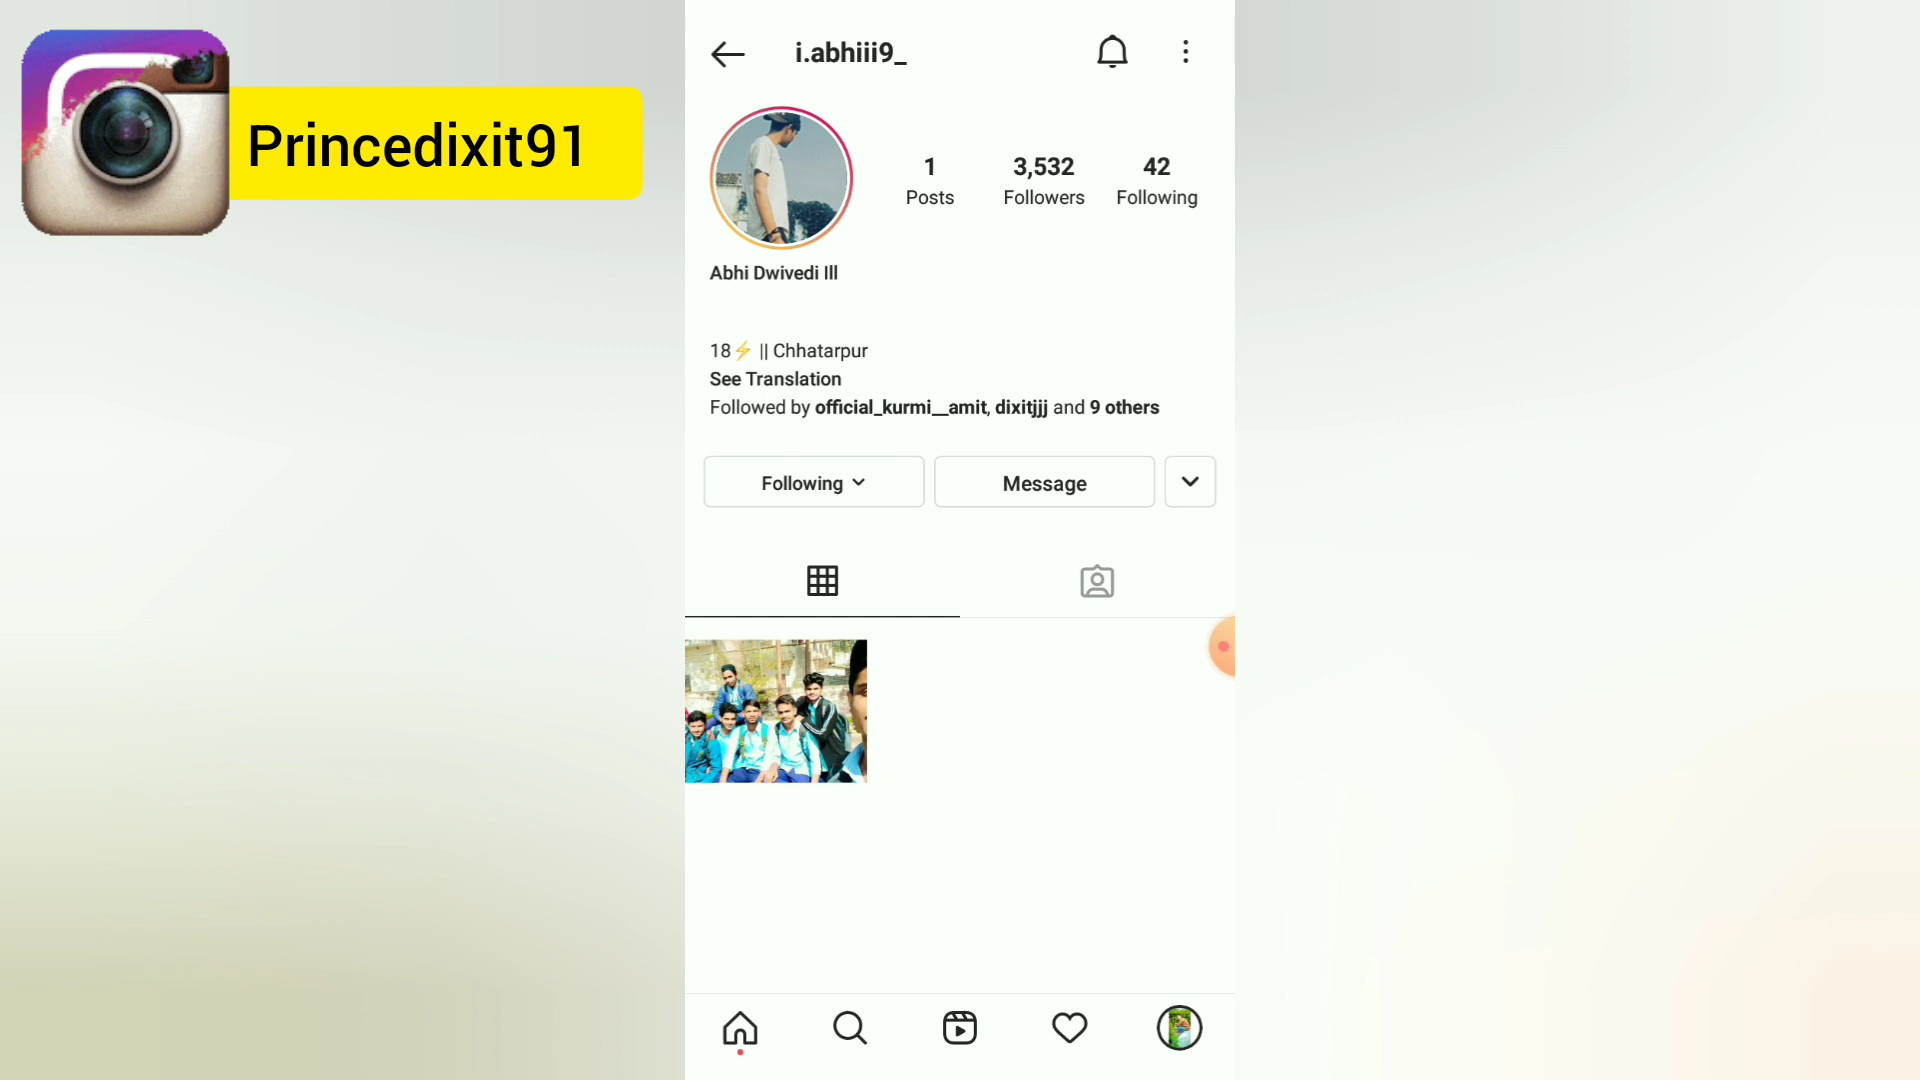 Princedixit91
i.abhiii9_
1
Posts
3,532
Followers
42
Following
Abhi Dwivedi Ill
18⚡ || Chhatarpur
See Translation
Followed by official_kurmi__amit, dixitjjj and 9 others
Following
Message